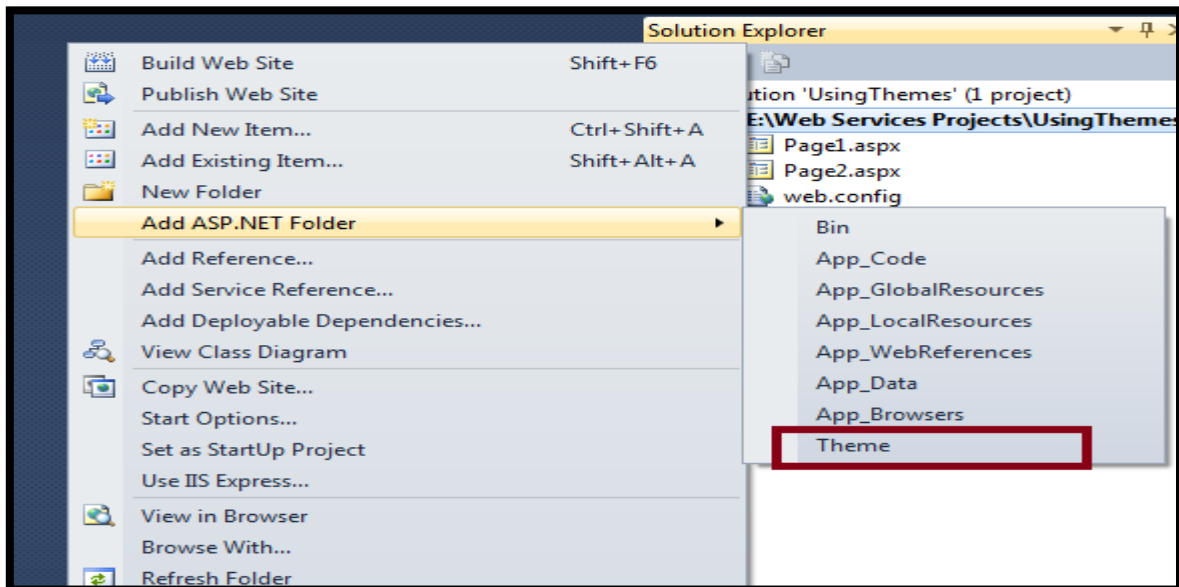 Solution Explorer
Build Web Site Shift+F6
Publish Web Site
ution 'UsingThemes' (1 project)
Add New Item... Ctrl+Shift+A
E:\Web Services Projects\UsingThemes
Page1.aspx
Add Existing Item... Shift+Alt+A
Page2.aspx
New Folder
web.config
Add ASP.NET Folder
Bin
Add Reference...
App_Code
Add Service Reference...
App_GlobalResources
Add Deployable Dependencies...
App_LocalResources
View Class Diagram
App_WebReferences
Copy Web Site...
App_Data
Start Options...
App_Browsers
Set as StartUp Project
Theme
Use IIS Express...
View in Browser
Browse With...
Refresh Folder